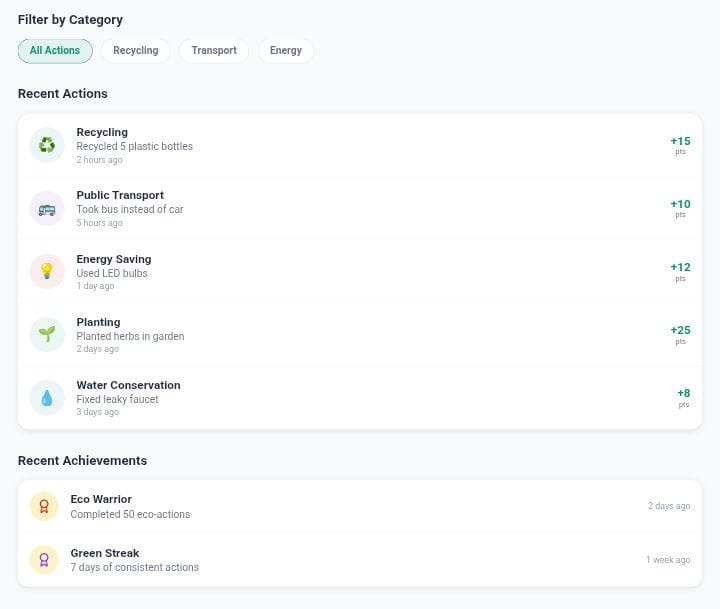 Filter by Category
All Actions
Recycling
Transport
Energy
Recent Actions
Recycling
Recycled 5 plastic bottles
2 hours ago
+15
pts
Public Transport
Took bus instead of car
5 hours ago
+10
pts
Energy Saving
Used LED bulbs
1 day ago
+12
pts
Planting
Planted herbs in garden
2 days ago
+25
pts
Water Conservation
Fixed leaky faucet
3 days ago
+8
pts
Recent Achievements
Eco Warrior
Completed 50 eco-actions
2 days ago
Green Streak
7 days of consistent actions
1 week ago